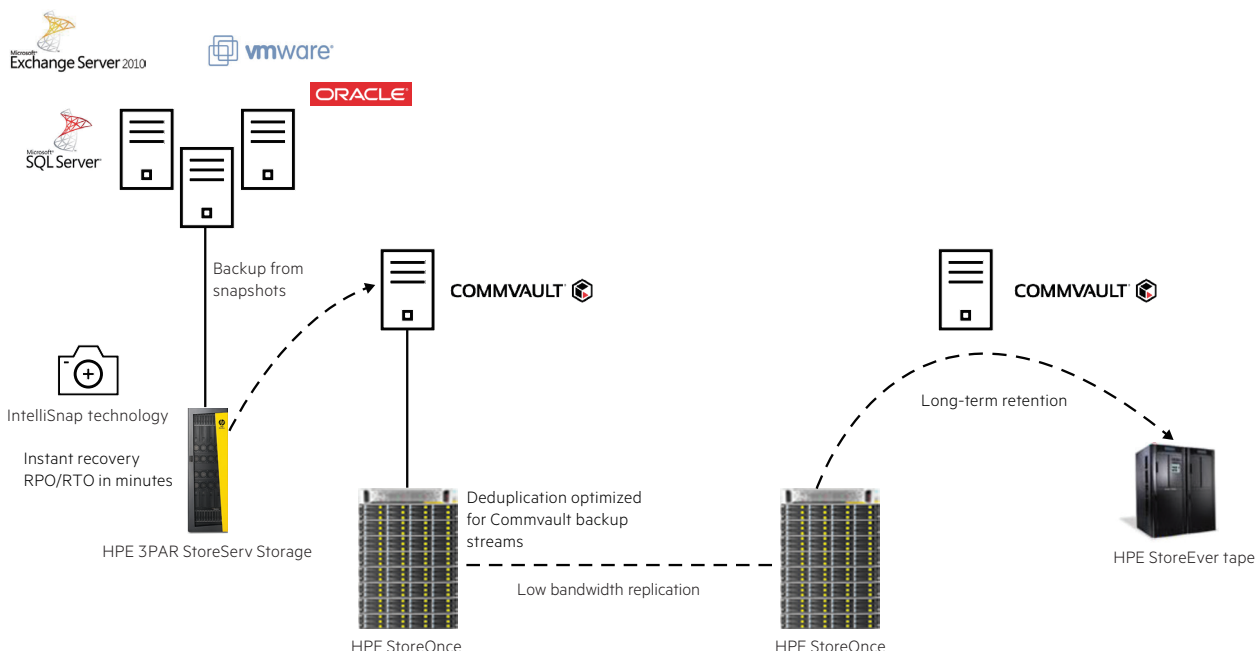 Microsoft
Exchange Server 2010
vmware
ORACLE
Microsoft
SQL Server
Backup from
snapshots
COMMVAULT
COMMVAULT
IntelliSnap technology
Long-term retention
Instant recovery
RPO/RTO in minutes
Deduplication optimized
for Commvault backup
streams
HPE 3PAR StoreServ Storage
HPE StoreEver tape
Low bandwidth replication
HPE StoreOnce
HPE StoreOnce